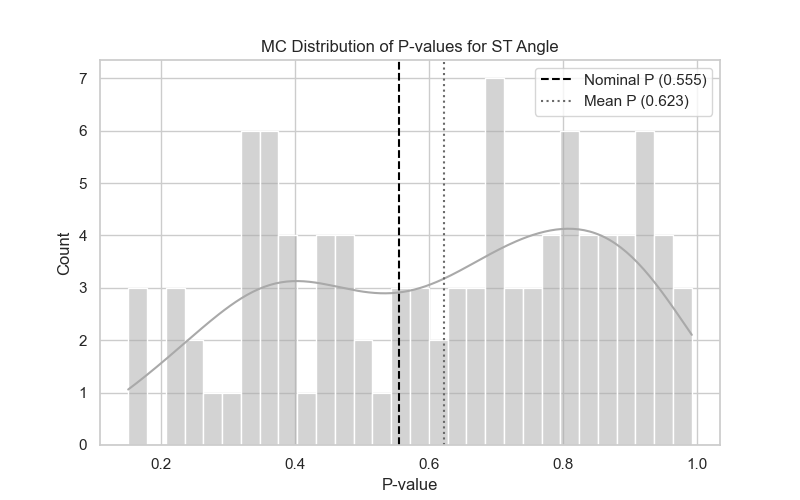 MC Distribution of P-values for ST Angle
Nominal P (0.555)
Mean P (0.623)
7
6
5
4
3
2
1
0
Count
0.2 0.4 0.6 0.8 1.0
P-value